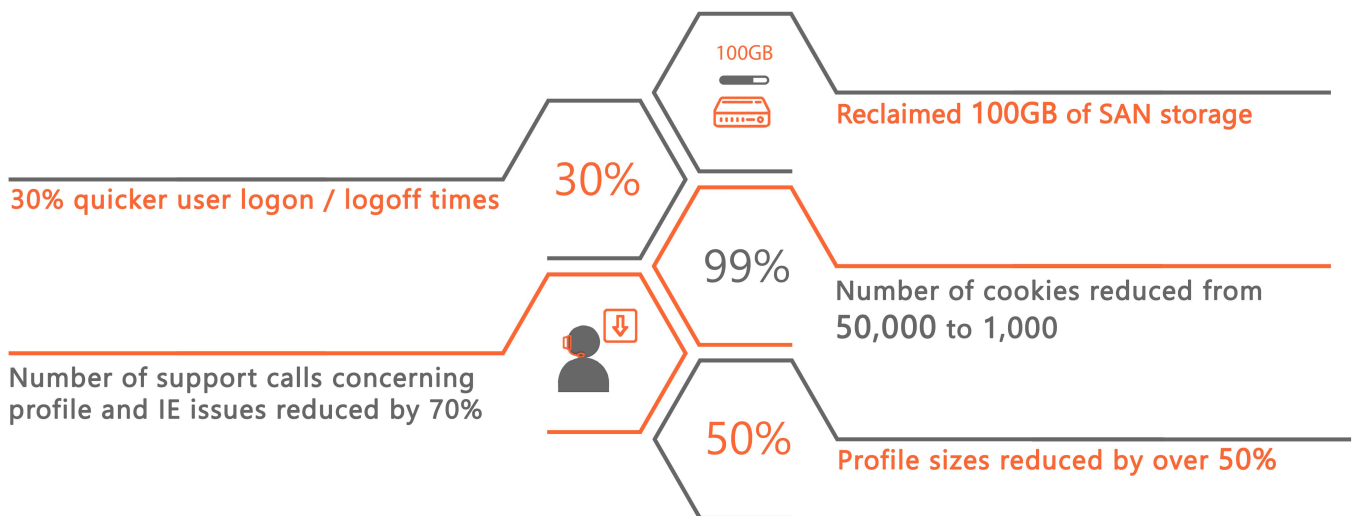 100GB
Reclaimed 100GB of SAN storage
30%
30% quicker user logon / logoff times
99%
Number of cookies reduced from
50,000 to 1,000
Number of support calls concerning
profile and IE issues reduced by 70%
50%
Profile sizes reduced by over 50%